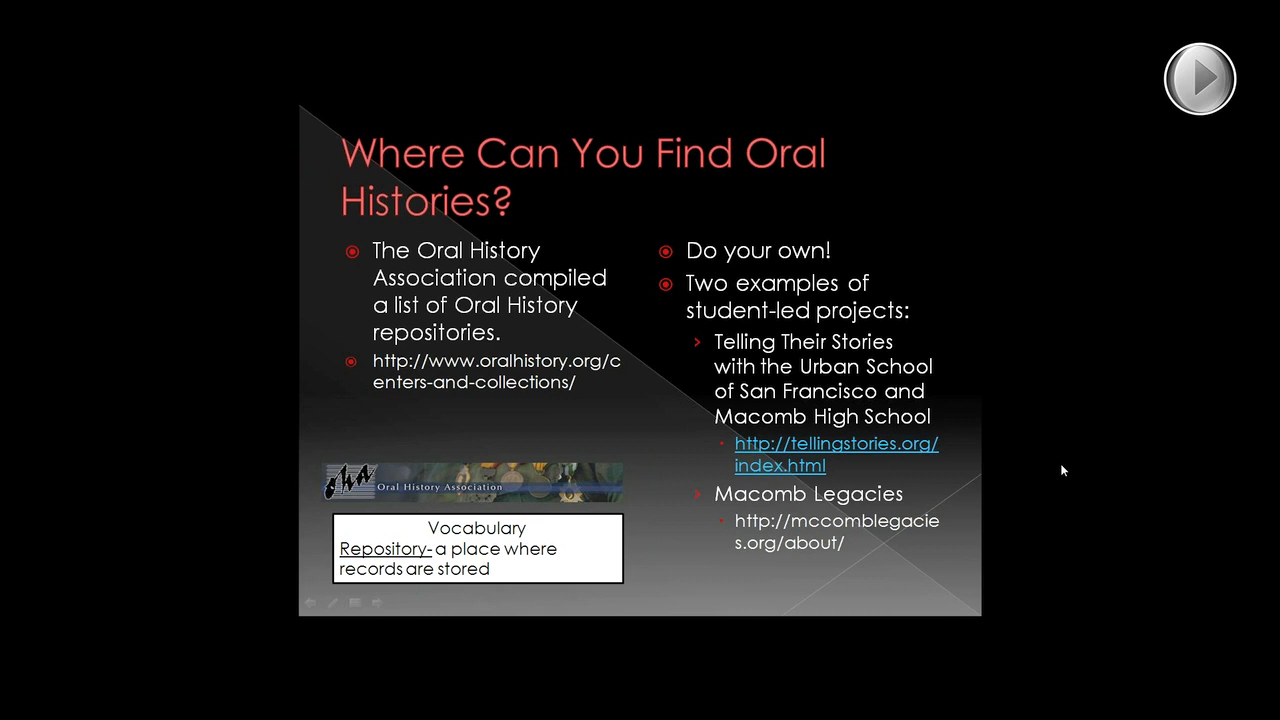 Where Can You Find Oral
Histories?
The Oral History
Association compiled
a list of Oral History
repositories.
http://www.oralhistory.org/c
enters-and-collections/
Oral History Association
Vocabulary
Repository- a place where
records are stored
Do your own!
Two examples of
student-led projects:
Telling Their Stories
with the Urban School
of San Francisco and
Macomb High School
http://tellingstories.org/
index.html
Macomb Legacies
http://mccomblegacie
s.org/about/